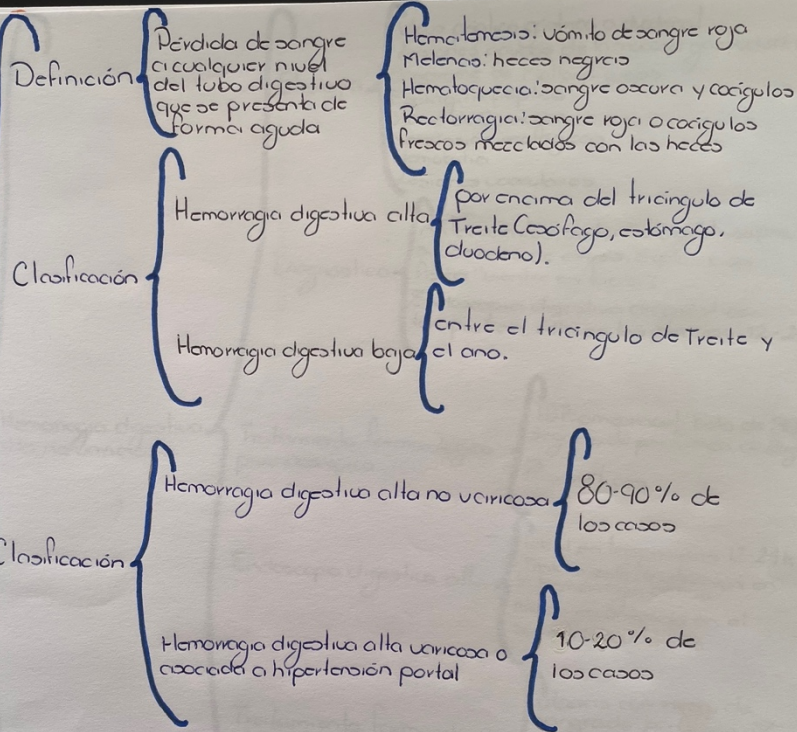 Definición
Pérdida de sangre
a cualquier nivel
del tubo digestivo
que se presenta de
forma aguda
Hematemesis: vómito de sangre roja
Melenas: heces negras
Hematoquecia: sangre oscura y coágulos
Rectorragia: sangre roja o coágulos
frescos mezclados con las heces
Clasificación
Hemorragia digestiva alta
por encima del triángulo de
Treitz (esófago, estómago,
duodeno).
Hemorragia digestiva baja
entre el triángulo de Treitz y
el ano.
Clasificación
Hemorragia digestiva alta no varicosa
80-90% de
los casos
Hemorragia digestiva alta varicosa o
asociada a hipertensión portal
10-20% de
los casos